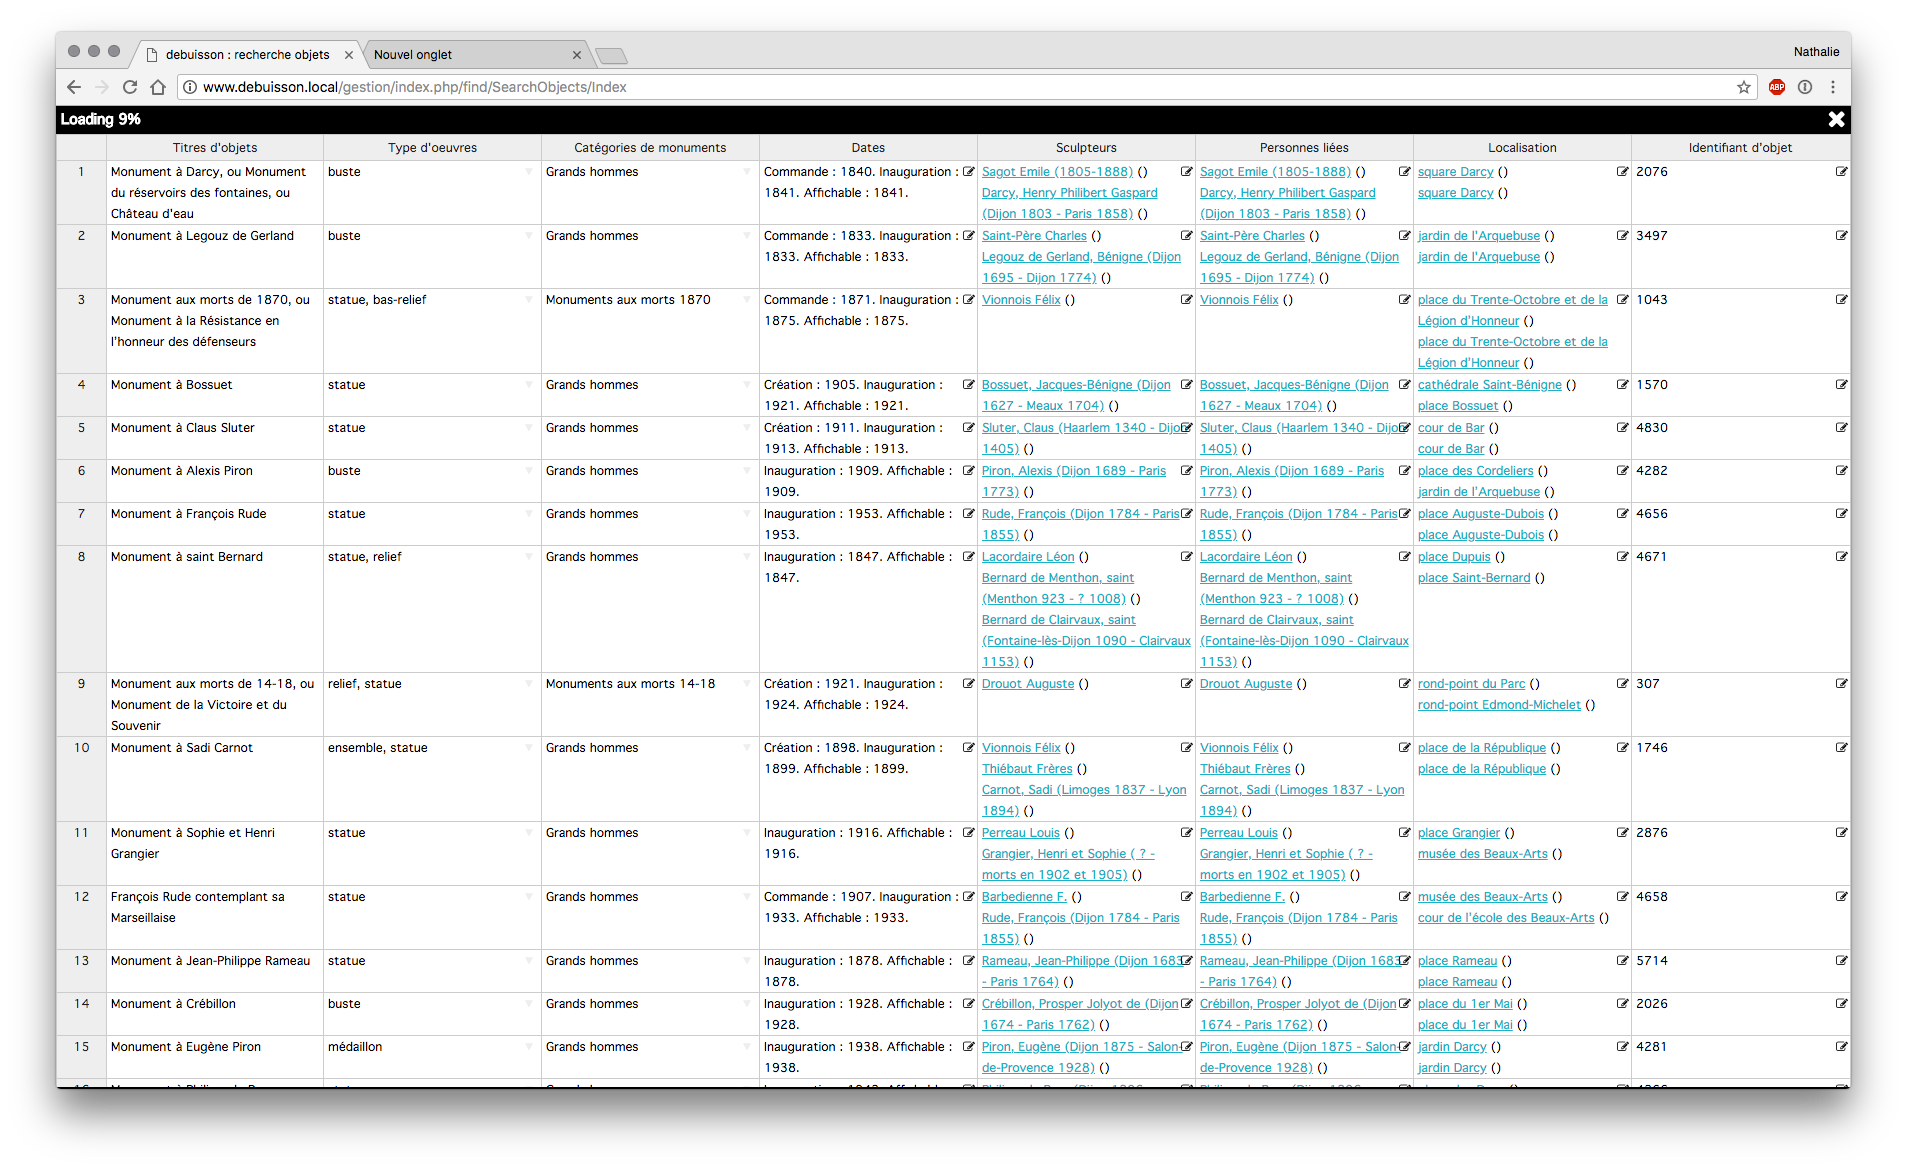 debuisson : recherche objets
Nouvel onglet
Nathalie
www.debuisson.local/gestion/index.php/find/SearchObjects/Index
ABP
Loading 9%
Titres d'objets Type d'oeuvres Catégories de monuments Dates Sculpteurs Personnes liées Localisation Identifiant d'objet
1 Monument à Darcy, ou Monument buste Grands hommes Commande : 1840. Inauguration : Sagot Emile (1805-1888) () Sagot Emile (1805-1888) () square Darcy () 2076
du réservoirs des fontaines, ou 1841. Affichable : 1841. Darcy, Henry Philibert Gaspard Darcy, Henry Philibert Gaspard square Darcy ()
Château d'eau (Dijon 1803 - Paris 1858) () (Dijon 1803 - Paris 1858) ()
2 Monument à Legouz de Gerland buste Grands hommes Commande : 1833. Inauguration : Saint-Père Charles () Saint-Père Charles () jardin de l'Arquebuse () 3497
1833. Affichable : 1833. Legouz de Gerland, Bénigne (Dijon Legouz de Gerland, Bénigne (Dijon jardin de l'Arquebuse ()
1695 - Dijon 1774) () 1695 - Dijon 1774) ()
3 Monument aux morts de 1870, ou statue, bas-relief Monuments aux morts 1870 Commande : 1871. Inauguration : Vionnois Félix () Vionnois Félix () place du Trente-Octobre et de la 1043
Monument à la Résistance en 1875. Affichable : 1875. Légion d'Honneur ()
l'honneur des défenseurs place du Trente-Octobre et de la
Légion d'Honneur ()
4 Monument à Bossuet statue Grands hommes Création : 1905. Inauguration : Bossuet, Jacques-Bénigne (Dijon Bossuet, Jacques-Bénigne (Dijon cathédrale Saint-Bénigne () 1570
1921. Affichable : 1921. 1627 - Meaux 1704) () 1627 - Meaux 1704) () place Bossuet ()
5 Monument à Claus Sluter statue Grands hommes Création : 1911. Inauguration : Sluter, Claus (Haarlem 1340 - Dijon Sluter, Claus (Haarlem 1340 - Dijon cour de Bar () 4830
1913. Affichable : 1913. 1405) () 1405) () cour de Bar ()
6 Monument à Alexis Piron buste Grands hommes Inauguration : 1909. Affichable : Piron, Alexis (Dijon 1689 - Paris Piron, Alexis (Dijon 1689 - Paris place des Cordeliers () 4282
1909. 1773) () 1773) () jardin de l'Arquebuse ()
7 Monument à François Rude statue Grands hommes Inauguration : 1953. Affichable : Rude, François (Dijon 1784 - Paris Rude, François (Dijon 1784 - Paris place Auguste-Dubois () 4656
1953. 1855) () 1855) () place Auguste-Dubois ()
8 Monument à saint Bernard statue, relief Grands hommes Inauguration : 1847. Affichable : Lacordaire Léon () Lacordaire Léon () place Dupuis () 4671
1847. Bernard de Menthon, saint Bernard de Menthon, saint place Saint-Bernard ()
(Menthon 923 - ? 1008) () (Menthon 923 - ? 1008) ()
Bernard de Clairvaux, saint Bernard de Clairvaux, saint
(Fontaine-lès-Dijon 1090 - Clairvaux (Fontaine-lès-Dijon 1090 - Clairvaux
1153) () 1153) ()
9 Monument aux morts de 14-18, ou relief, statue Monuments aux morts 14-18 Création : 1921. Inauguration : Drouot Auguste () Drouot Auguste () rond-point du Parc () 307
Monument de la Victoire et du 1924. Affichable : 1924. rond-point Edmond-Michelet ()
Souvenir
10 Monument à Sadi Carnot ensemble, statue Grands hommes Création : 1898. Inauguration : Vionnois Félix () Vionnois Félix () place de la République () 1746
1899. Affichable : 1899. Thiébaut Frères () Thiébaut Frères () place de la République ()
Carnot, Sadi (Limoges 1837 - Lyon Carnot, Sadi (Limoges 1837 - Lyon
1894) () 1894) ()
11 Monument à Sophie et Henri statue Grands hommes Inauguration : 1916. Affichable : Perreau Louis () Perreau Louis () place Grangier () 2876
Grangier 1916. Grangier, Henri et Sophie ( ? - Grangier, Henri et Sophie ( ? - musée des Beaux-Arts ()
morts en 1902 et 1905) () morts en 1902 et 1905) ()
12 François Rude contemplant sa statue Grands hommes Commande : 1907. Inauguration : Barbedienne F. () Barbedienne F. () musée des Beaux-Arts () 4658
Marseillaise 1933. Affichable : 1933. Rude, François (Dijon 1784 - Paris Rude, François (Dijon 1784 - Paris cour de l'école des Beaux-Arts ()
1855) () 1855) ()
13 Monument à Jean-Philippe Rameau statue Grands hommes Inauguration : 1878. Affichable : Rameau, Jean-Philippe (Dijon 1683 Rameau, Jean-Philippe (Dijon 1683 place Rameau () 5714
1878. - Paris 1764) () - Paris 1764) () place Rameau ()
14 Monument à Crébillon buste Grands hommes Inauguration : 1928. Affichable : Crébillon, Prosper Jolyot de (Dijon Crébillon, Prosper Jolyot de (Dijon place du 1er Mai () 2026
1928. 1674 - Paris 1762) () 1674 - Paris 1762) () place du 1er Mai ()
15 Monument à Eugène Piron médaillon Grands hommes Inauguration : 1938. Affichable : Piron, Eugène (Dijon 1875 - Salon- Piron, Eugène (Dijon 1875 - Salon- jardin Darcy () 4281
1938. de-Provence 1928) () de-Provence 1928) () jardin Darcy ()